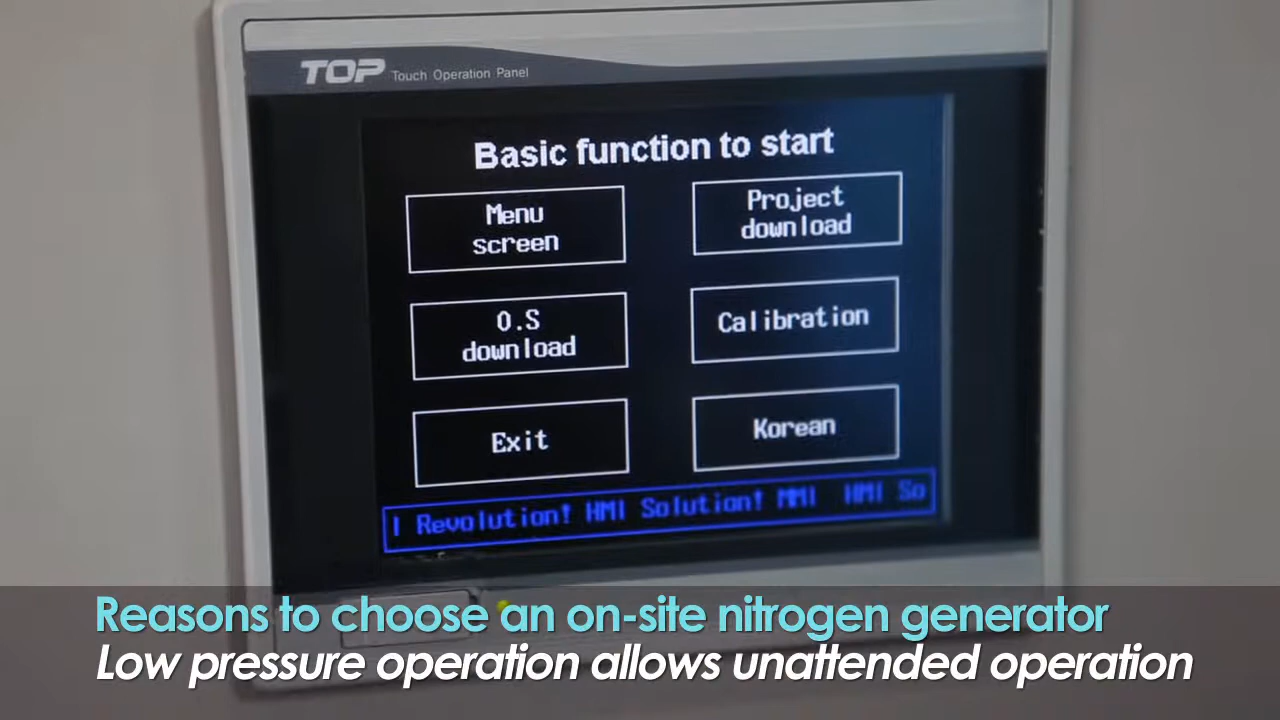 TOP Touch Operation Panel
Basic function to start
Menu
screen
Project
download
O.S
download
Calibration
Exit
Korean
Revolution! HMI Solution! MMI HMI So
Reasons to choose an on-site nitrogen generator
Low pressure operation allows unattended operation